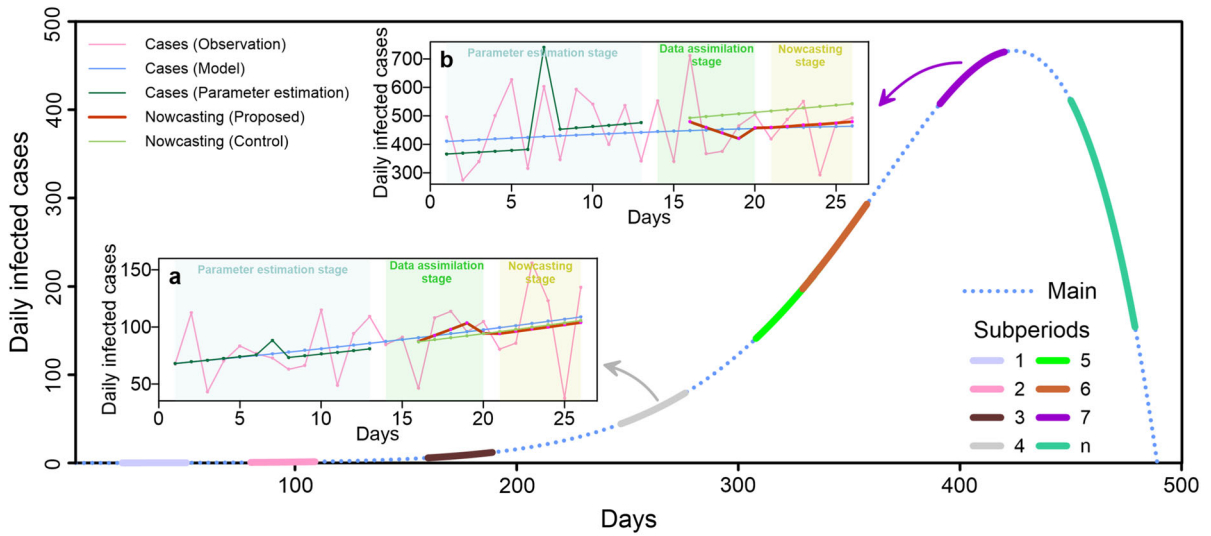 500
400
300
200
100
0
Daily infected cases
Cases (Observation)
Cases (Model)
Cases (Parameter estimation)
Nowcasting (Proposed)
Nowcasting (Control)
b
Parameter estimation stage
Data assimilation
stage
Nowcasting
stage
700
600
500
400
300
Daily infected cases
0 5 10 15 20 25
Days
a
Parameter estimation stage
Data assimilation
stage
Nowcasting
stage
150
100
50
Daily infected cases
0 5 10 15 20 25
Days
Main
Subperiods
1 5
2 6
3 7
4 n
100 200 300 400 500
Days